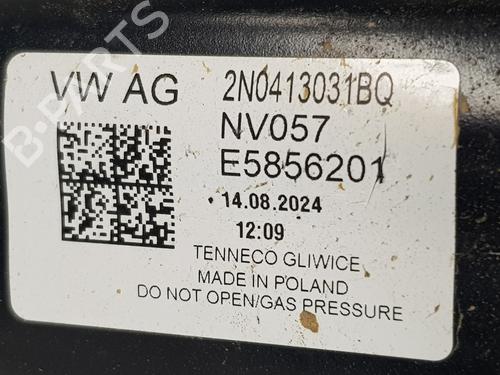 VW AG
2N0413031BQ
NV057
E5856201
14.08.2024
12:09
TENNECO GLIWICE
MADE IN POLAND
DO NOT OPEN/GAS PRESSURE
B-PARTS